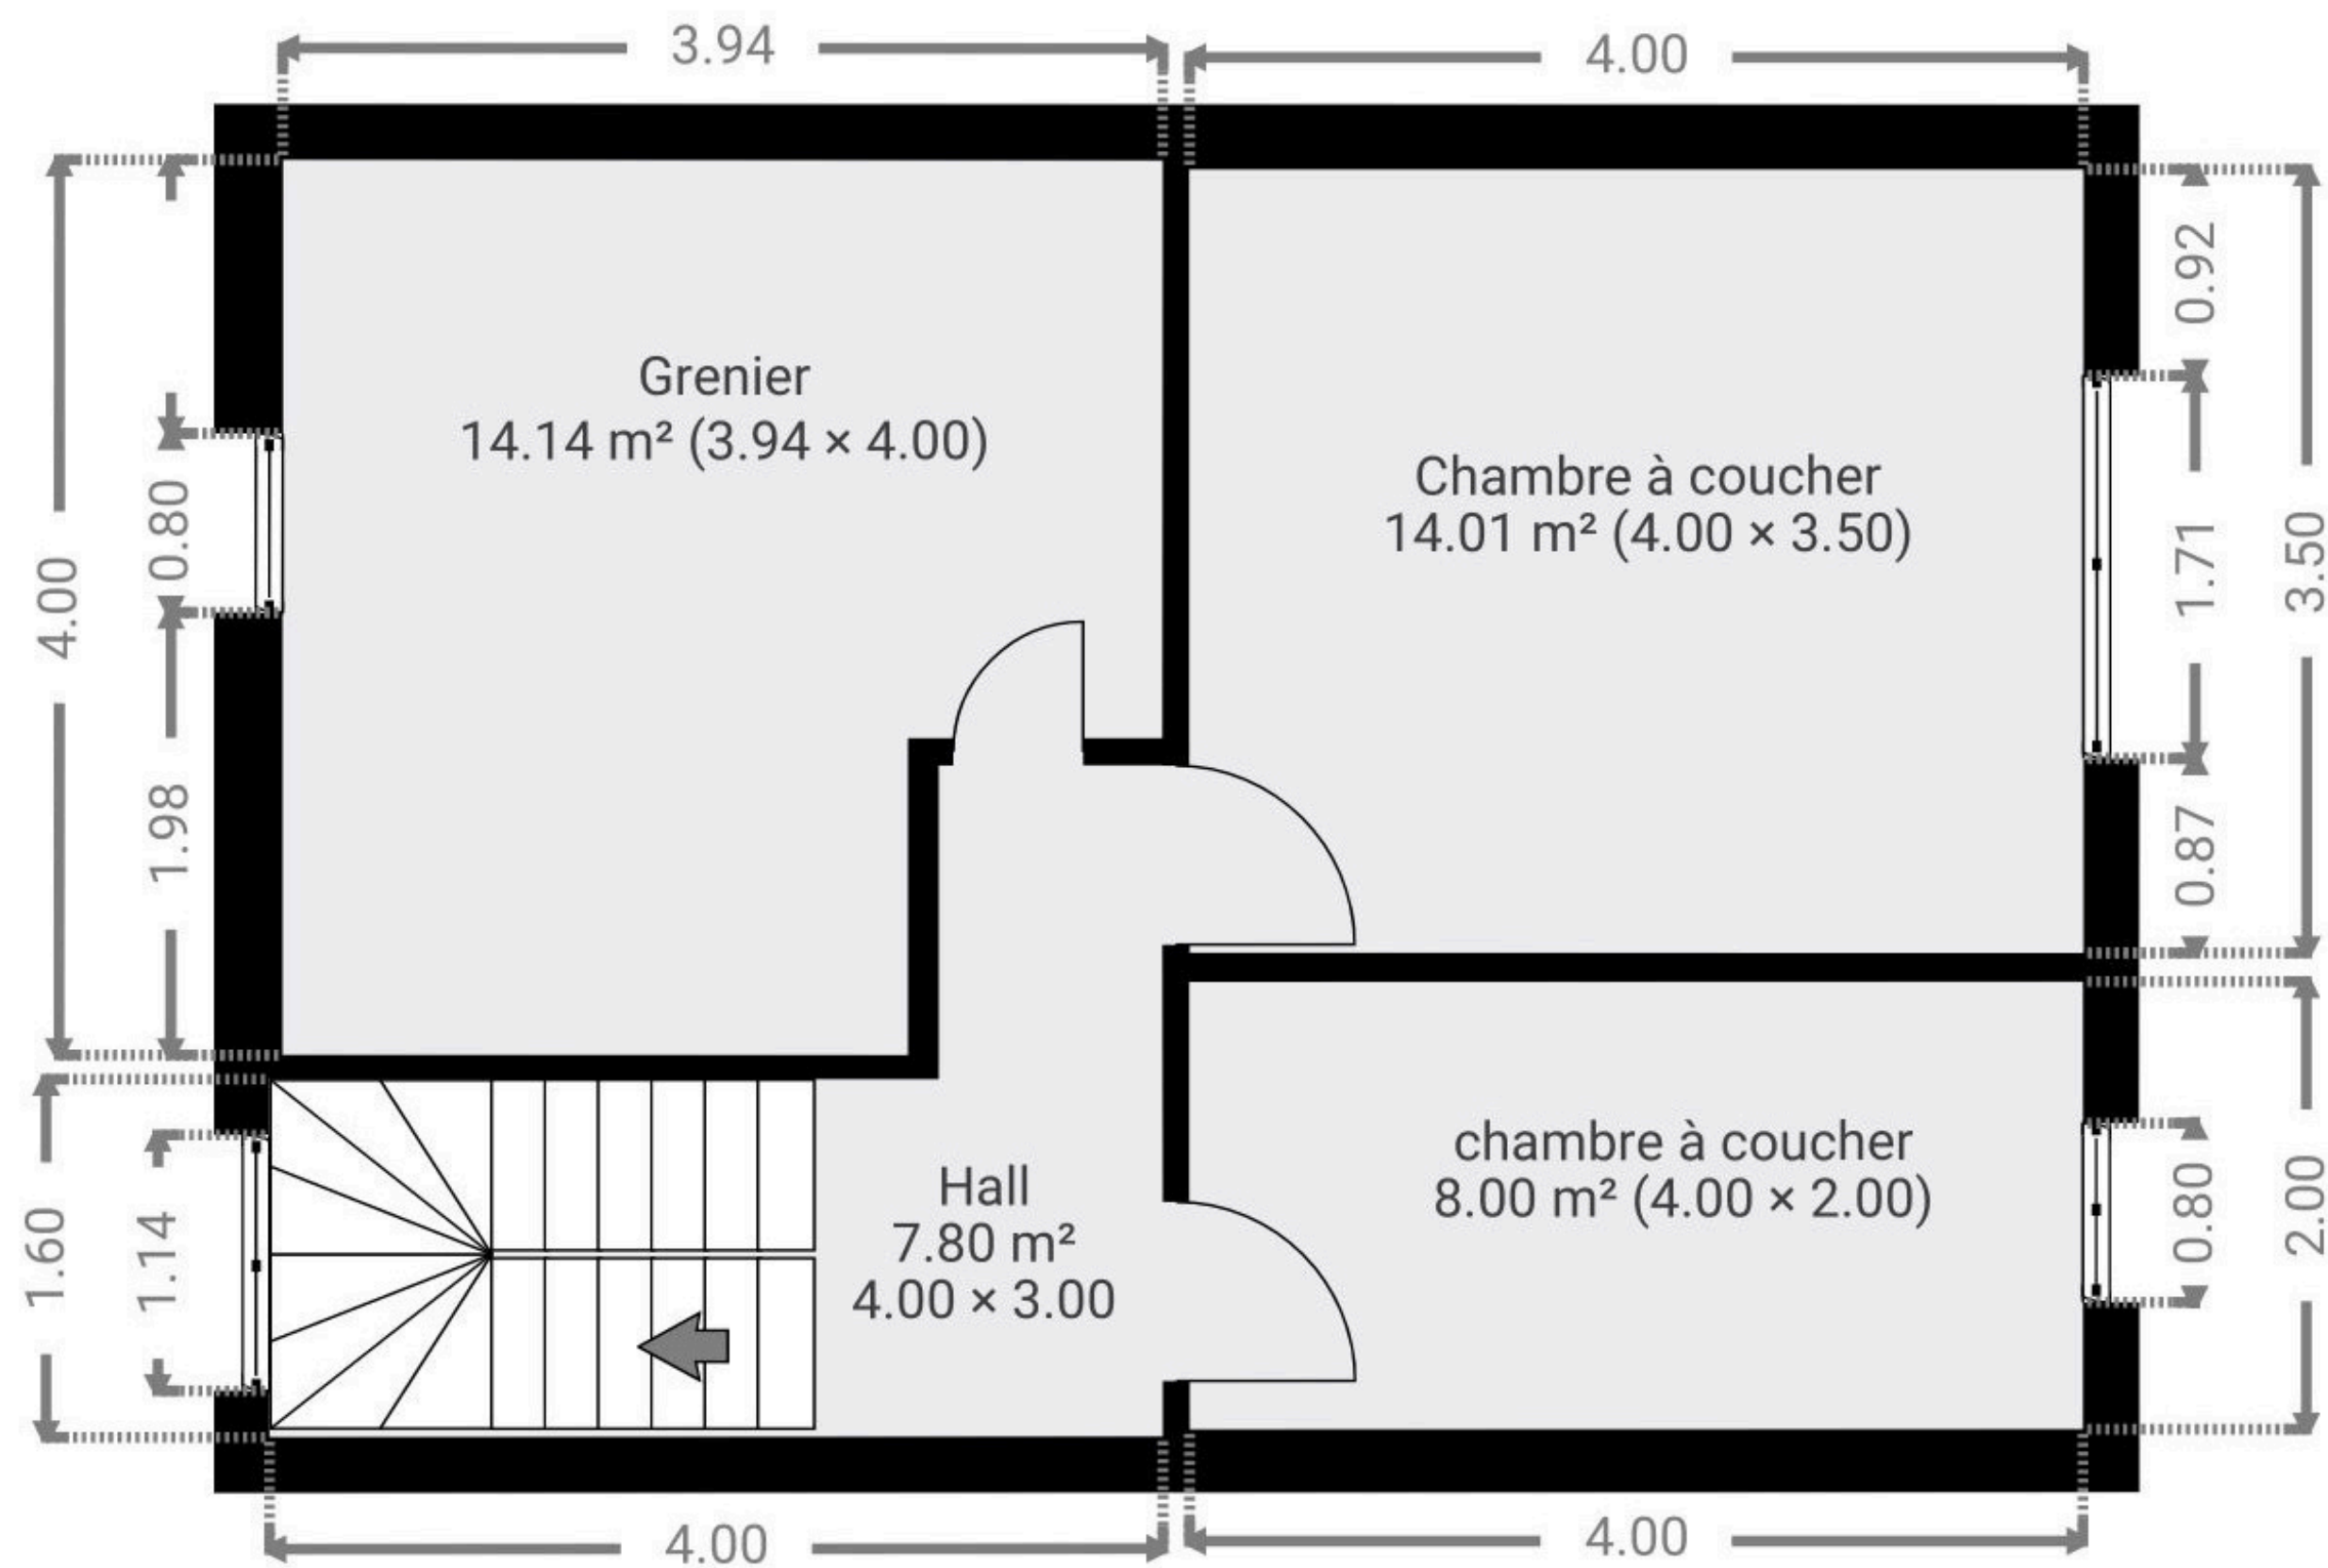 3.94
4.00
Grenier
14.14 m² (3.94 × 4.00)
Chambre à coucher
14.01 m² (4.00 × 3.50)
4.00
0.80
1.98
0.92
1.71
0.87
3.50
Hall
7.80 m²
4.00 × 3.00
chambre à coucher
8.00 m² (4.00 × 2.00)
1.60
1.14
0.80
2.00
4.00
4.00